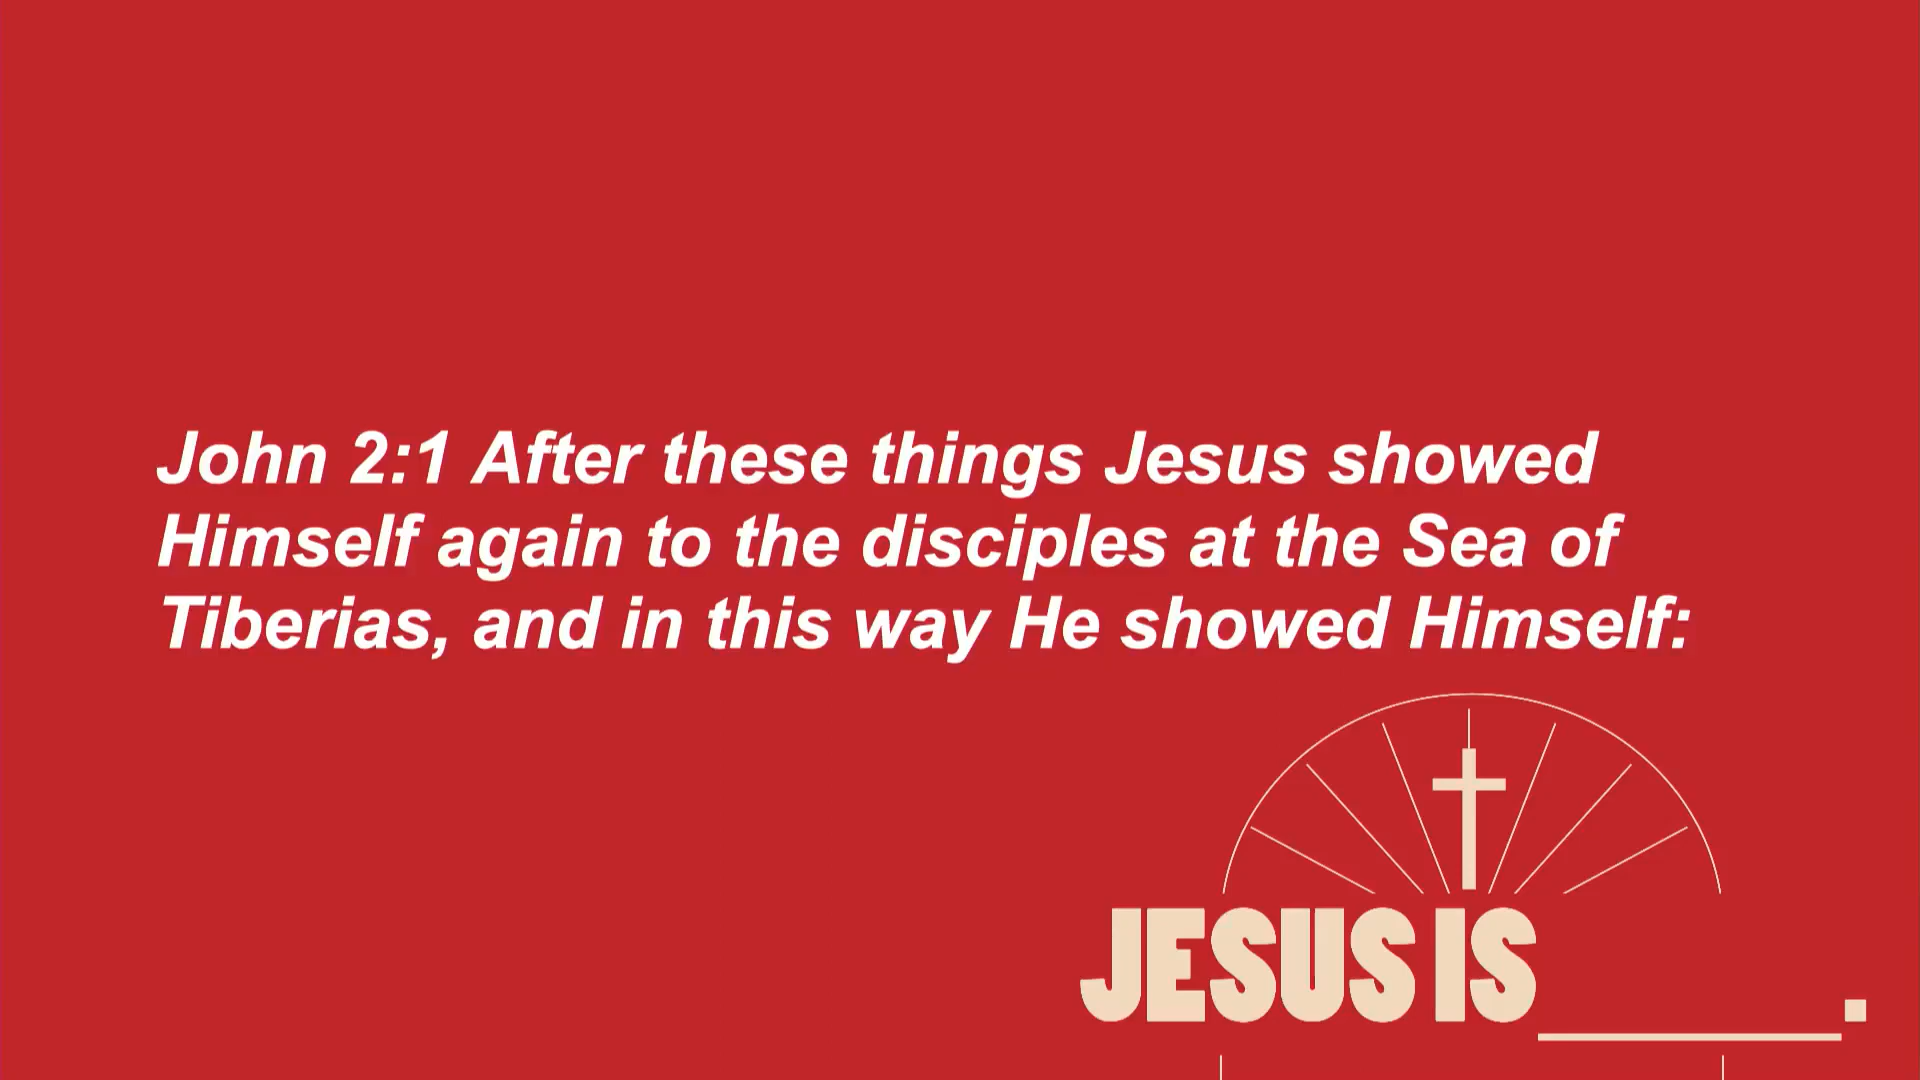 John 2:1 After these things Jesus showed
Himself again to the disciples at the Sea of
Tiberias, and in this way He showed Himself:
JESUS IS ________.